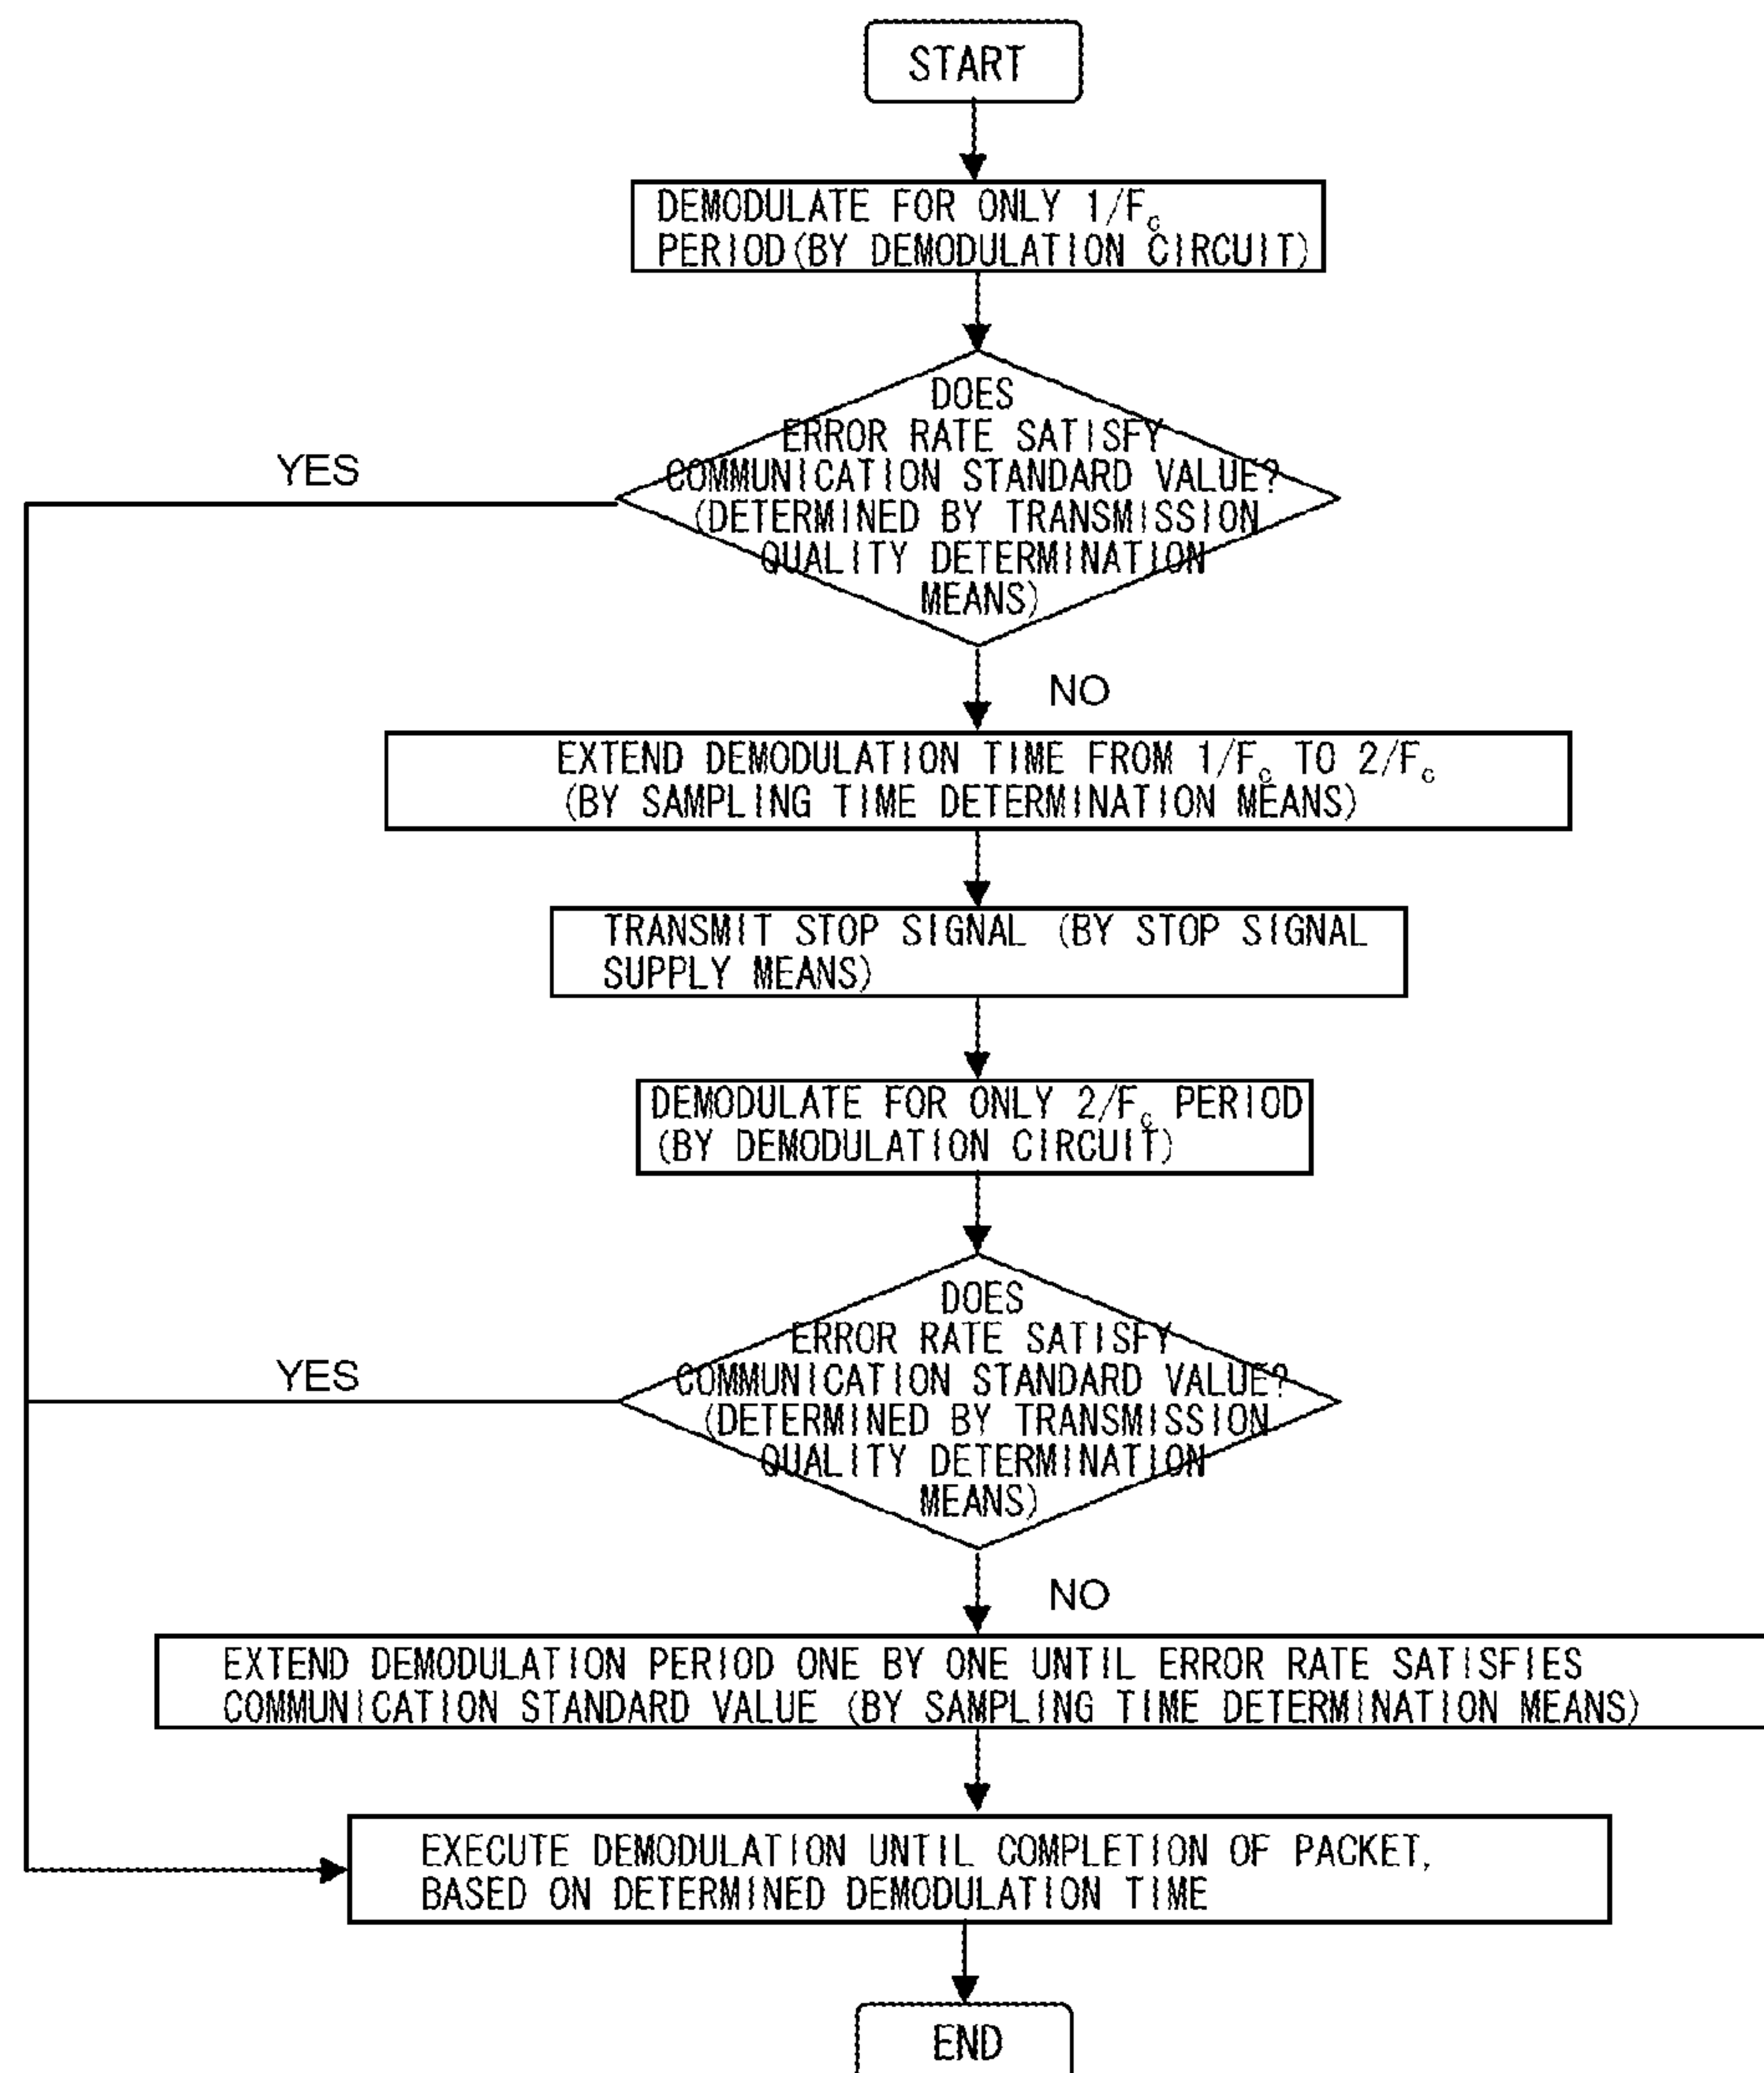 START
DEMODULATE FOR ONLY 1/Fc
PERIOD(BY DEMODULATION CIRCUIT)
DOES
ERROR RATE SATISFY
COMMUNICATION STANDARD VALUE?
(DETERMINED BY TRANSMISSION
QUALITY DETERMINATION
MEANS)
YES
NO
EXTEND DEMODULATION TIME FROM 1/Fc TO 2/Fc
(BY SAMPLING TIME DETERMINATION MEANS)
TRANSMIT STOP SIGNAL (BY STOP SIGNAL
SUPPLY MEANS)
DEMODULATE FOR ONLY 2/Fc PERIOD
(BY DEMODULATION CIRCUIT)
DOES
ERROR RATE SATISFY
COMMUNICATION STANDARD VALUE?
(DETERMINED BY TRANSMISSION
QUALITY DETERMINATION
MEANS)
YES
NO
EXTEND DEMODULATION PERIOD ONE BY ONE UNTIL ERROR RATE SATISFIES
COMMUNICATION STANDARD VALUE (BY SAMPLING TIME DETERMINATION MEANS)
EXECUTE DEMODULATION UNTIL COMPLETION OF PACKET,
BASED ON DETERMINED DEMODULATION TIME
END